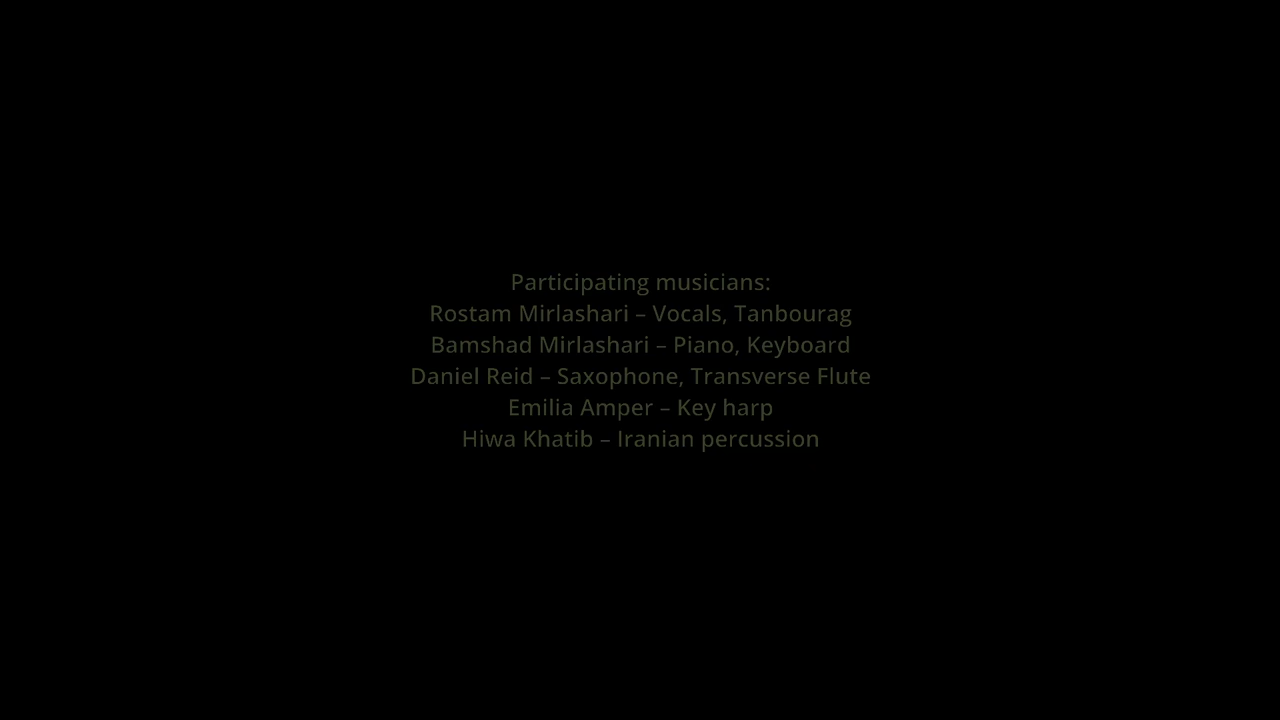 Participating musicians:
Rostam Mirlashari – Vocals, Tanbourag
Bamshad Mirlashari – Piano, Keyboard
Daniel Reid – Saxophone, Transverse Flute
Emilia Amper – Key harp
Hiwa Khatib – Iranian percussion